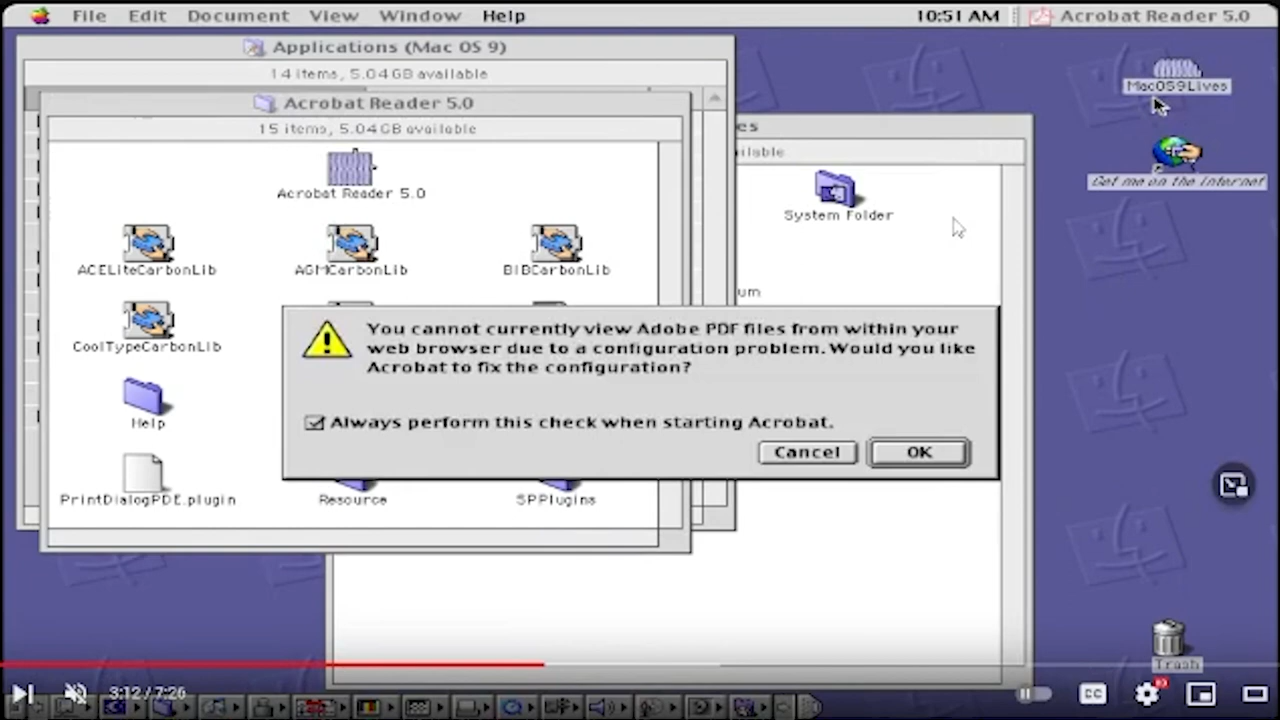 File Edit Document View Window Help 10:51 AM Acrobat Reader 5.0
Applications (Mac OS 9)
14 items, 5.04 GB available
Acrobat Reader 5.0
15 items, 5.04 GB available
MacOS9Lives
Get me on the Internet
Acrobat Reader 5.0
System Folder
ACELiteCarbonLib AGMCarbonLib BIBCarbonLib
CoolTypeCarbonLib
You cannot currently view Adobe PDF files from within your
web browser due to a configuration problem. Would you like
Acrobat to fix the configuration?
Always perform this check when starting Acrobat.
Cancel OK
Help
PrintDialogPDE.plugin Resource SPPlugins
Trash
3:12 / 7:26
CC